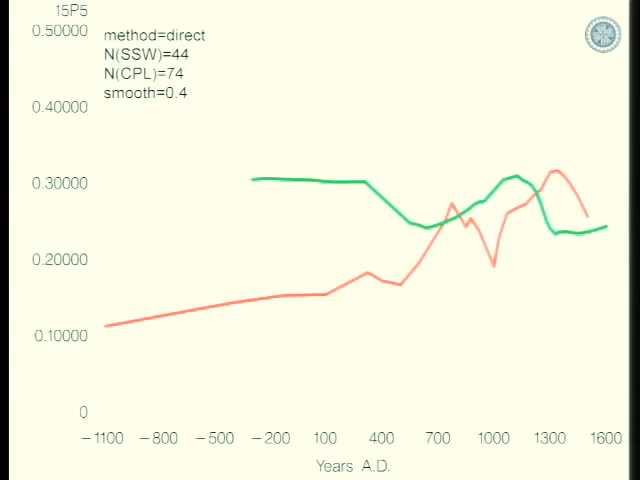 15P5
0.50000
method=direct
N(SSW)=44
N(CPL)=74
smooth=0.4
0.40000
0.30000
0.20000
0.10000
0
−1100 −800 −500 −200 100 400 700 1000 1300 1600
Years A.D.